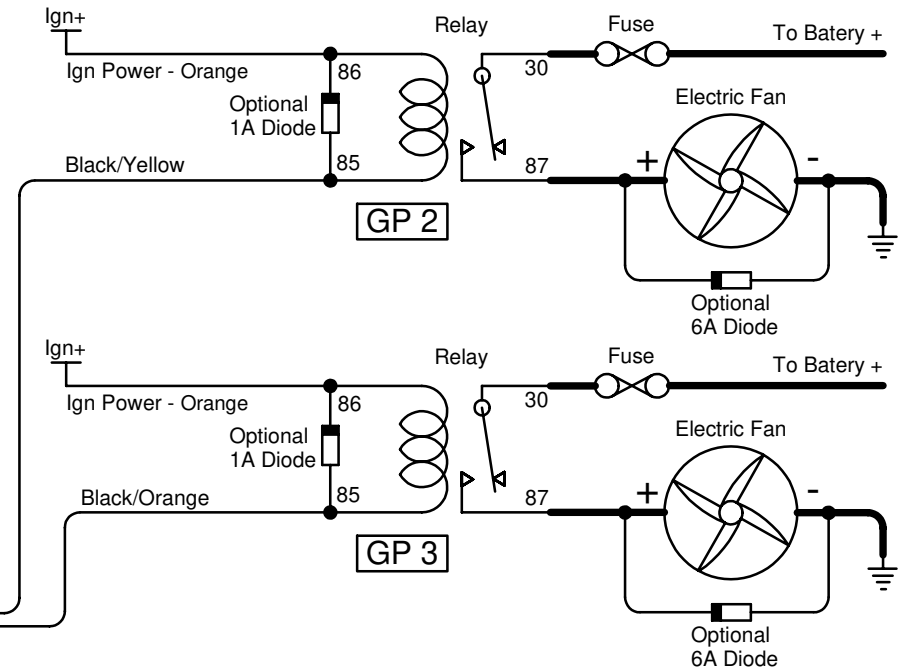 Ign+
Relay
Fuse
To Batery +
Ign Power - Orange
86
30
Optional
1A Diode
Electric Fan
Black/Yellow
85
87
+
-
GP 2
Optional
6A Diode
Ign+
Relay
Fuse
To Batery +
Ign Power - Orange
86
30
Optional
1A Diode
Electric Fan
Black/Orange
85
87
+
-
GP 3
Optional
6A Diode